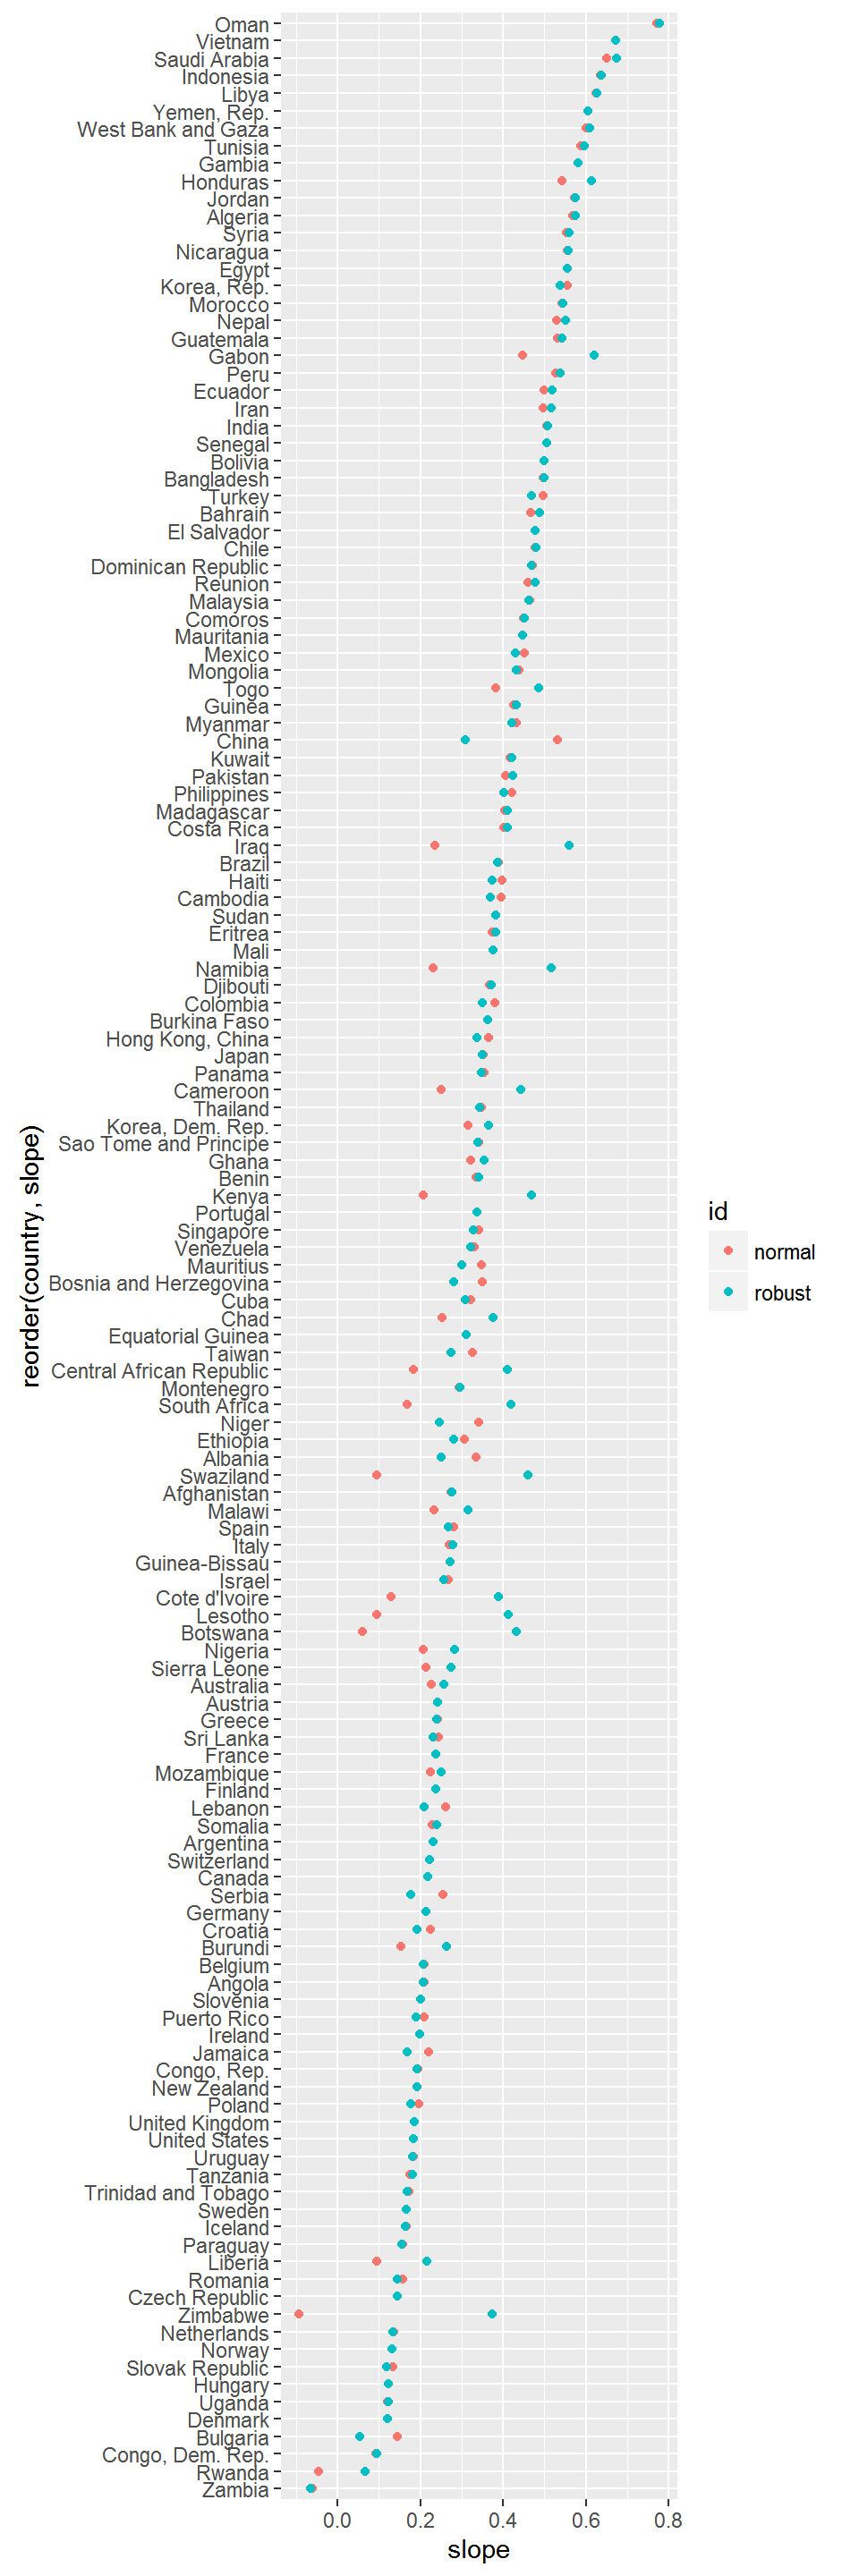 Oman
Vietnam
Saudi Arabia
Indonesia
Libya
Yemen, Rep.
West Bank and Gaza
Tunisia
Gambia
Honduras
Jordan
Algeria
Syria
Nicaragua
Egypt
Korea, Rep.
Morocco
Nepal
Guatemala
Gabon
Peru
Ecuador
Iran
India
Senegal
Bolivia
Bangladesh
Turkey
Bahrain
El Salvador
Chile
Dominican Republic
Reunion
Malaysia
Comoros
Mauritania
Mexico
Mongolia
Togo
Guinea
Myanmar
China
Kuwait
Pakistan
Philippines
Madagascar
Costa Rica
Iraq
Brazil
Haiti
Cambodia
Sudan
Eritrea
Mali
Namibia
Djibouti
Colombia
Burkina Faso
Hong Kong, China
Japan
Panama
Cameroon
Thailand
Korea, Dem. Rep.
Sao Tome and Principe
Ghana
Benin
Kenya
Portugal
Singapore
Venezuela
Mauritius
Bosnia and Herzegovina
Cuba
Chad
Equatorial Guinea
Taiwan
Central African Republic
Montenegro
South Africa
Niger
Ethiopia
Albania
Swaziland
Afghanistan
Malawi
Spain
Italy
Guinea-Bissau
Israel
Cote d'Ivoire
Lesotho
Botswana
Nigeria
Sierra Leone
Australia
Austria
Greece
Sri Lanka
France
Mozambique
Finland
Lebanon
Somalia
Argentina
Switzerland
Canada
Serbia
Germany
Croatia
Burundi
Belgium
Angola
Slovenia
Puerto Rico
Ireland
Jamaica
Congo, Rep.
New Zealand
Poland
United Kingdom
United States
Uruguay
Tanzania
Trinidad and Tobago
Sweden
Iceland
Paraguay
Liberia
Romania
Czech Republic
Zimbabwe
Netherlands
Norway
Slovak Republic
Hungary
Uganda
Denmark
Bulgaria
Congo, Dem. Rep.
Rwanda
Zambia
reorder(country, slope)
0.0 0.2 0.4 0.6 0.8
slope
id
normal
robust